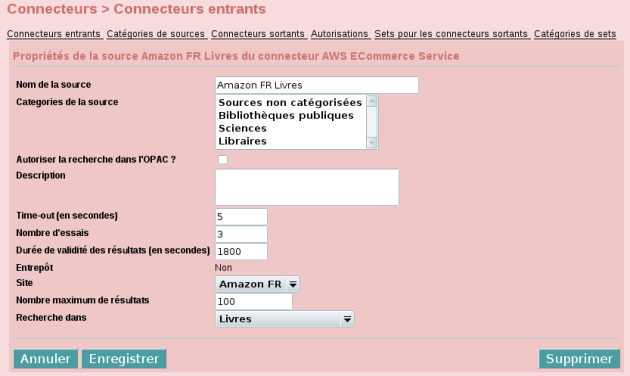 Connecteurs > Connecteurs entrants
Connecteurs entrants Catégories de sources Connecteurs sortants Autorisations Sets pour les connecteurs sortants Catégories de sets
Propriétés de la source Amazon FR Livres du connecteur AWS ECommerce Service
Nom de la source Amazon FR Livres
Categories de la source Sources non catégorisées
Bibliothèques publiques
Sciences
Libraires
Autoriser la recherche dans l'OPAC ?
Description
Time-out (en secondes) 5
Nombre d'essais 3
Durée de validité des résultats (en secondes) 1800
Entrepôt Non
Site Amazon FR
Nombre maximum de résultats 100
Recherche dans Livres
Annuler Enregistrer Supprimer